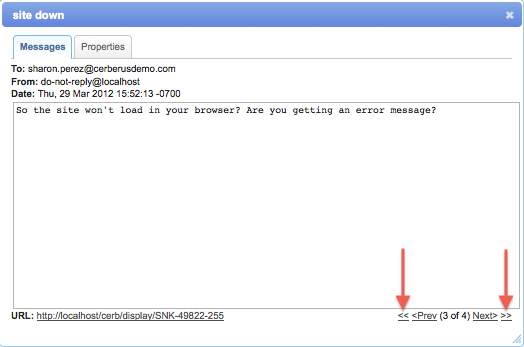 site down
Messages Properties
To: sharon.perez@cerberusdemo.com
From: do-not-reply@localhost
Date: Thu, 29 Mar 2012 15:52:13 -0700
So the site won't load in your browser? Are you getting an error message?
URL: http://localhost/cerb/display/SNK-49822-255 << <Prev (3 of 4) Next> >>